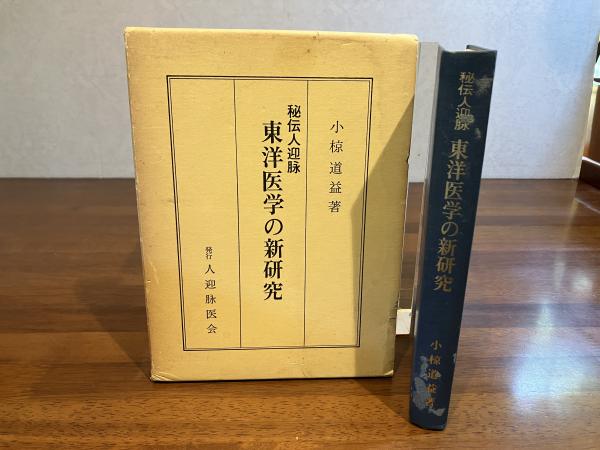 小椋道益著
秘伝人迎脉
東洋医学の新研究
発行 人迎脉医会
秘伝人迎脉 東洋医学の新研究 小椋道益著